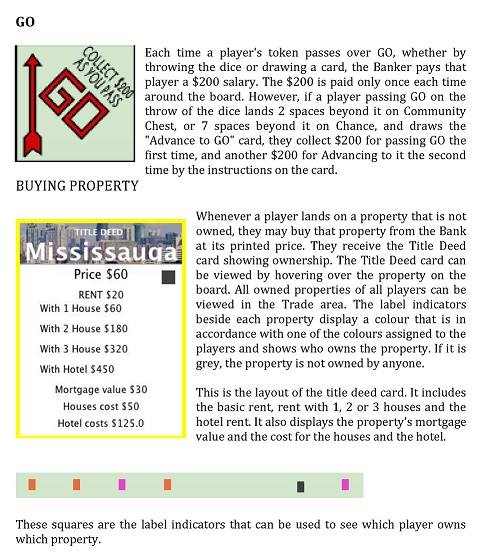 GO
COLLECT $200
AS YOU PASS
GO
Each time a player's token passes over GO, whether by
throwing the dice or drawing a card, the Banker pays that
player a $200 salary. The $200 is paid only once each time
around the board. However, if a player passing GO on the
throw of the dice lands 2 spaces beyond it on Community
Chest, or 7 spaces beyond it on Chance, and draws the
"Advance to GO" card, they collect $200 for passing GO the
first time, and another $200 for Advancing to it the second
time by the instructions on the card.
BUYING PROPERTY
TITLE DEED
Mississauga
Price $60
RENT $20
With 1 House $60
With 2 House $180
With 3 House $320
With Hotel $450
Mortgage value $30
Houses cost $50
Hotel costs $125.0
Whenever a player lands on a property that is not
owned, they may buy that property from the Bank
at its printed price. They receive the Title Deed
card showing ownership. The Title Deed card can
be viewed by hovering over the property on the
board. All owned properties of all players can be
viewed in the Trade area. The label indicators
beside each property display a colour that is in
accordance with one of the colours assigned to the
players and shows who owns the property. If it is
grey, the property is not owned by anyone.
This is the layout of the title deed card. It includes
the basic rent, rent with 1, 2 or 3 houses and the
hotel rent. It also displays the property's mortgage
value and the cost for the houses and the hotel.
These squares are the label indicators that can be used to see which player owns
which property.